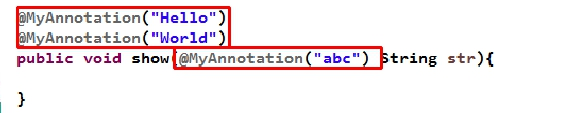 @MyAnnotation("Hello")
@MyAnnotation("World")
public void show(@MyAnnotation("abc") String str){
}